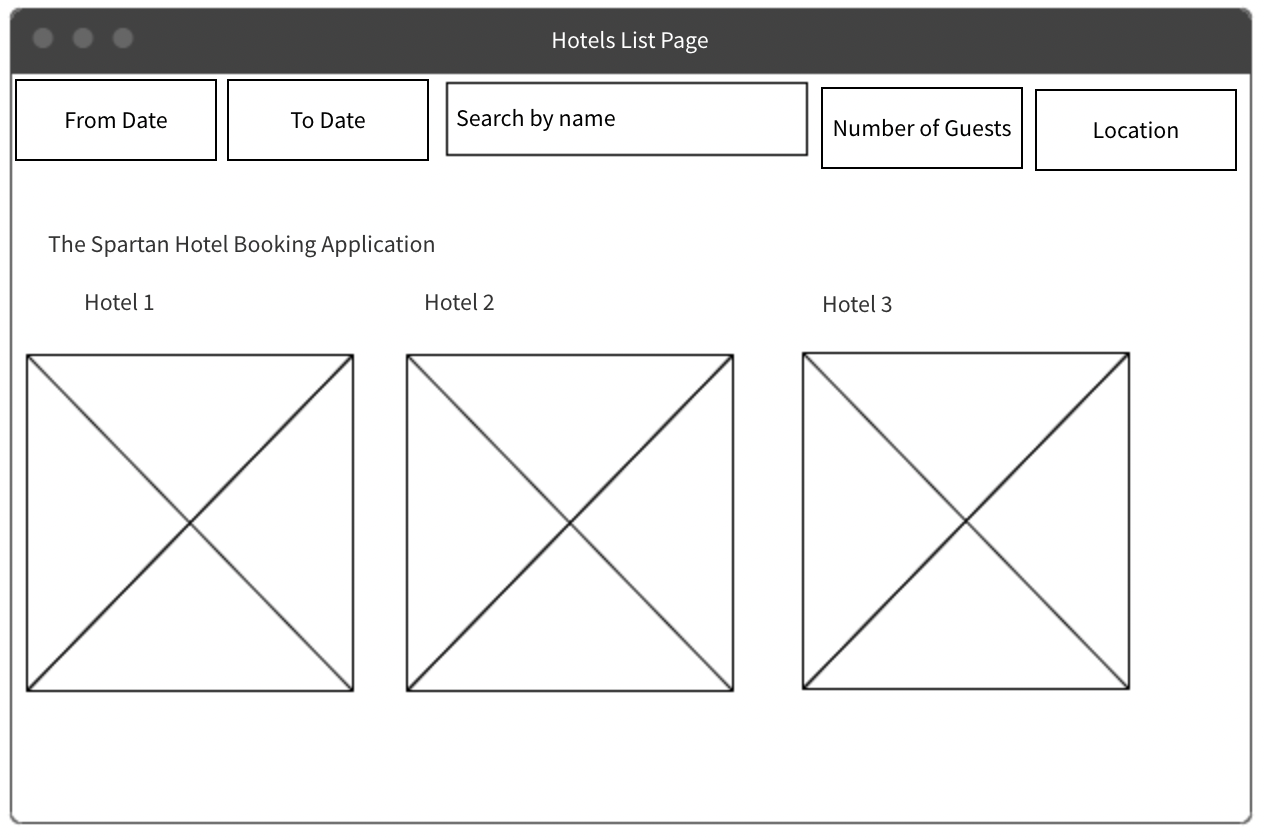 Hotels List Page
From Date
To Date
Search by name
Number of Guests
Location
The Spartan Hotel Booking Application
Hotel 1
Hotel 2
Hotel 3